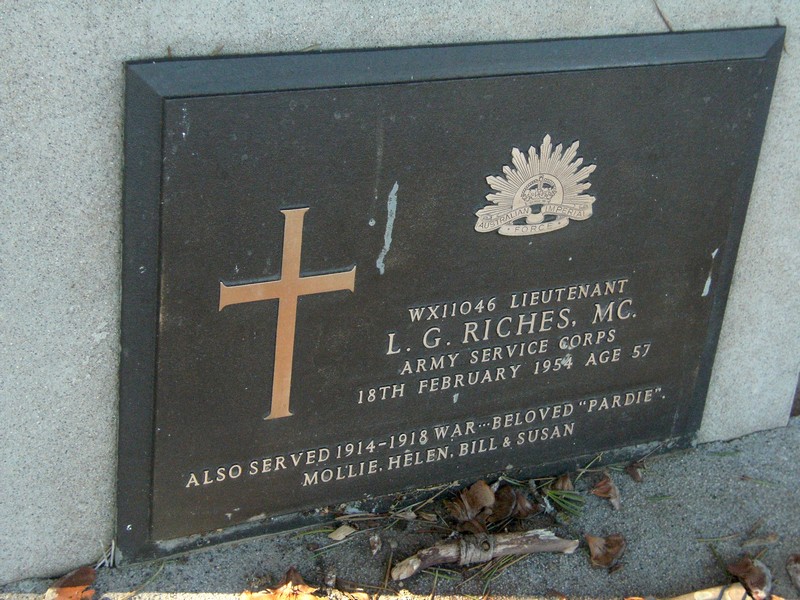 AUSTRALIAN IMPERIAL
FORCE
WX11046 LIEUTENANT
L. G. RICHES, MC.
ARMY SERVICE CORPS
18TH FEBRUARY 1954 AGE 57
ALSO SERVED 1914-1918 WAR...BELOVED "PARDIE".
MOLLIE, HELEN, BILL & SUSAN